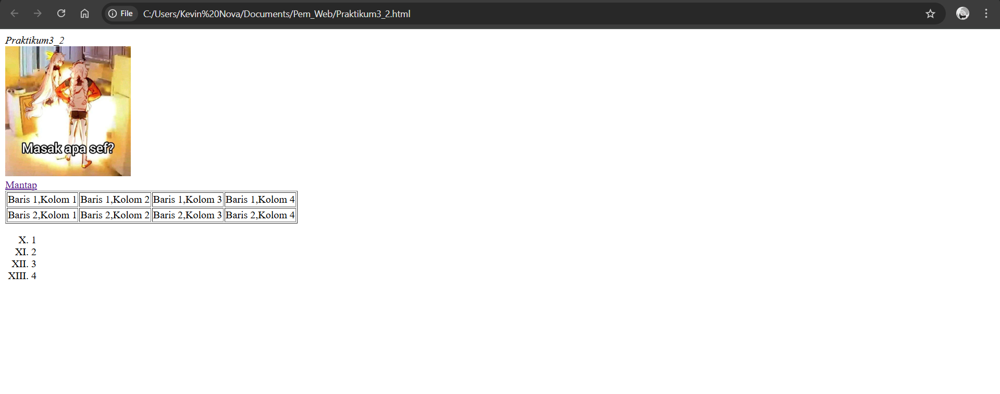 File C:/Users/Kevin%20Nova/Documents/Pem_Web/Praktikum3_2.html
Praktikum3_2
Masak apa sef?
Mantap
Baris 1,Kolom 1 Baris 1,Kolom 2 Baris 1,Kolom 3 Baris 1,Kolom 4
Baris 2,Kolom 1 Baris 2,Kolom 2 Baris 2,Kolom 3 Baris 2,Kolom 4
X. 1
XI. 2
XII. 3
XIII. 4